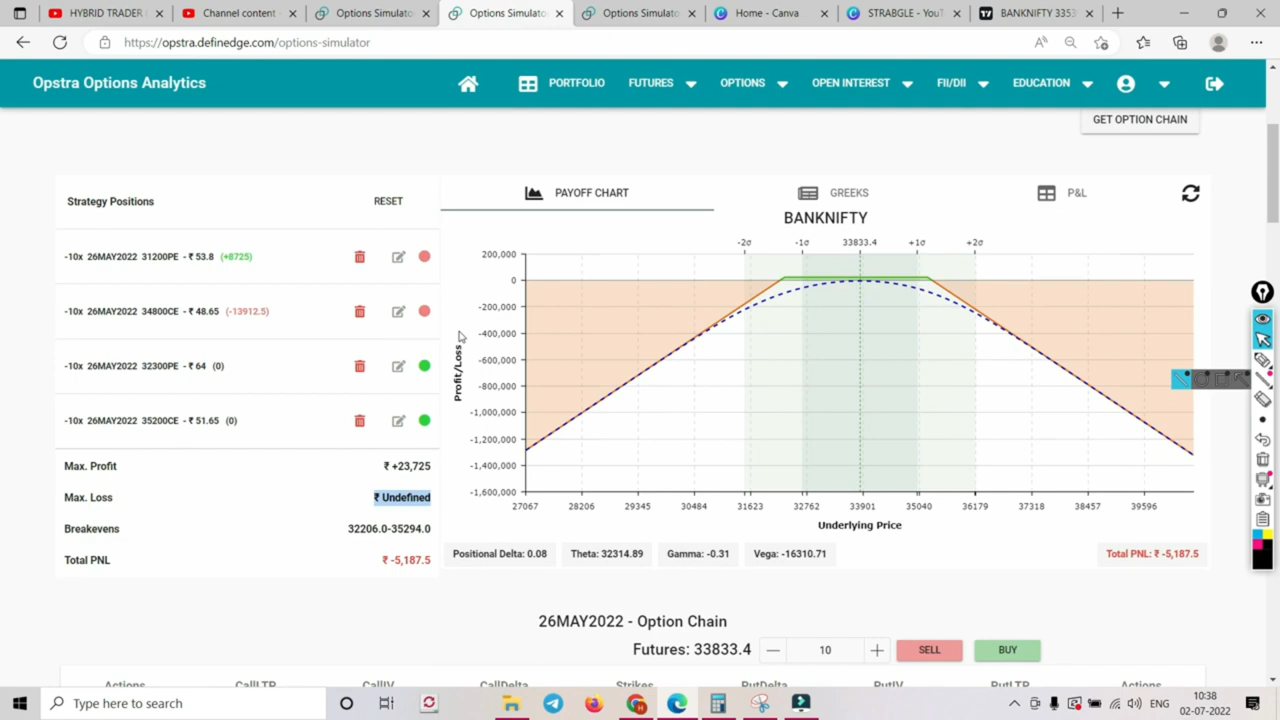 HYBRID TRADER
Channel content -
Options Simulato
Options Simulato
Options Simulato
Home - Canva
STRABGLE - YouT
BANKNIFTY 3353
https://opstra.definedge.com/options-simulator
Opstra Options Analytics
PORTFOLIO
FUTURES
OPTIONS
OPEN INTEREST
FII/DII
EDUCATION
GET OPTION CHAIN
Strategy Positions
RESET
PAYOFF CHART
GREEKS
P&L
BANKNIFTY
-10x 26MAY2022 31200PE - ₹ 53.8 (+8725)
-10x 26MAY2022 34800CE - ₹ 48.65 (-13912.5)
-10x 26MAY2022 32300PE - ₹ 64 (0)
-10x 26MAY2022 35200CE - ₹ 51.65 (0)
Max. Profit ₹ +23,725
Max. Loss ₹ Undefined
Breakevens 32206.0-35294.0
Total PNL ₹ -5,187.5
-2σ -1σ 33833.4 +1σ +2σ
200,000
0
-200,000
-400,000
-600,000
-800,000
-1,000,000
-1,200,000
-1,400,000
-1,600,000
Profit/Loss
27067 28206 29345 30484 31623 32762 33901 35040 36179 37318 38457 39596
Underlying Price
Positional Delta: 0.08
Theta: 32314.89
Gamma: -0.31
Vega: -16310.71
Total PNL: ₹ -5,187.5
26MAY2022 - Option Chain
Futures: 33833.4
10
SELL
BUY
Actions CallLTP CallIV CallDelta Strikes PutDelta PutIV PutLTP Actions
Type here to search
ENG
10:38
02-07-2022